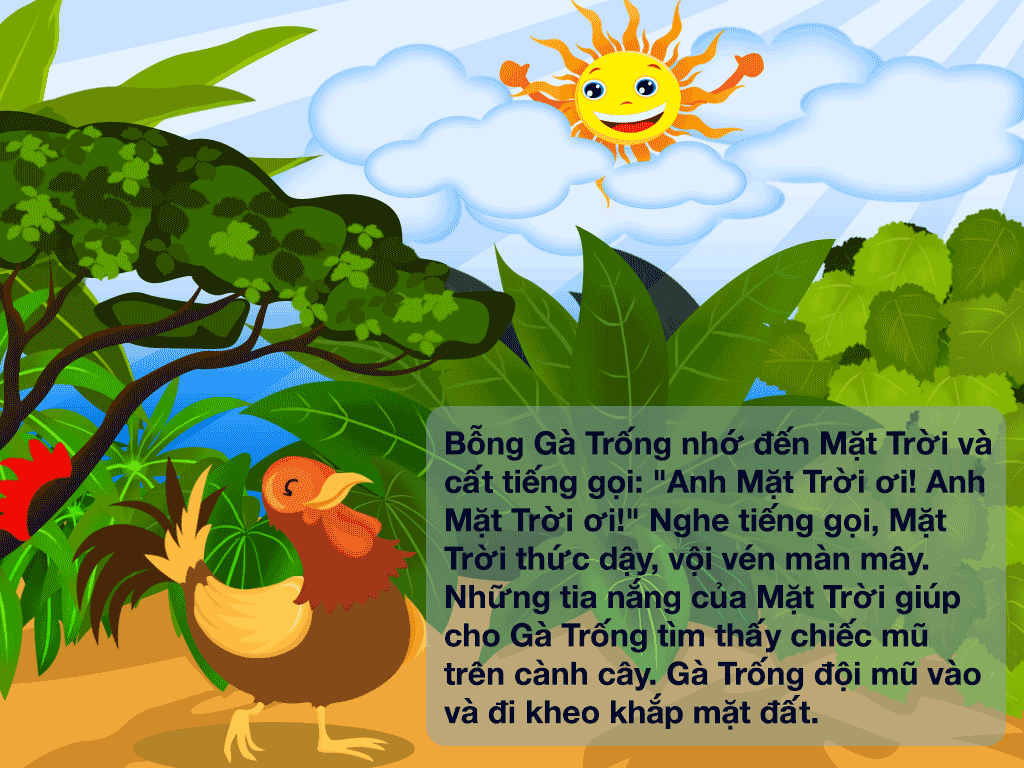 Bỗng Gà Trống nhớ đến Mặt Trời và
cất tiếng gọi: "Anh Mặt Trời ơi! Anh
Mặt Trời ơi!" Nghe tiếng gọi, Mặt
Trời thức dậy, vội vén màn mây.
Những tia nắng của Mặt Trời giúp
cho Gà Trống tìm thấy chiếc mũ
trên cành cây. Gà Trống đội mũ vào
và đi kheo khắp mặt đất.